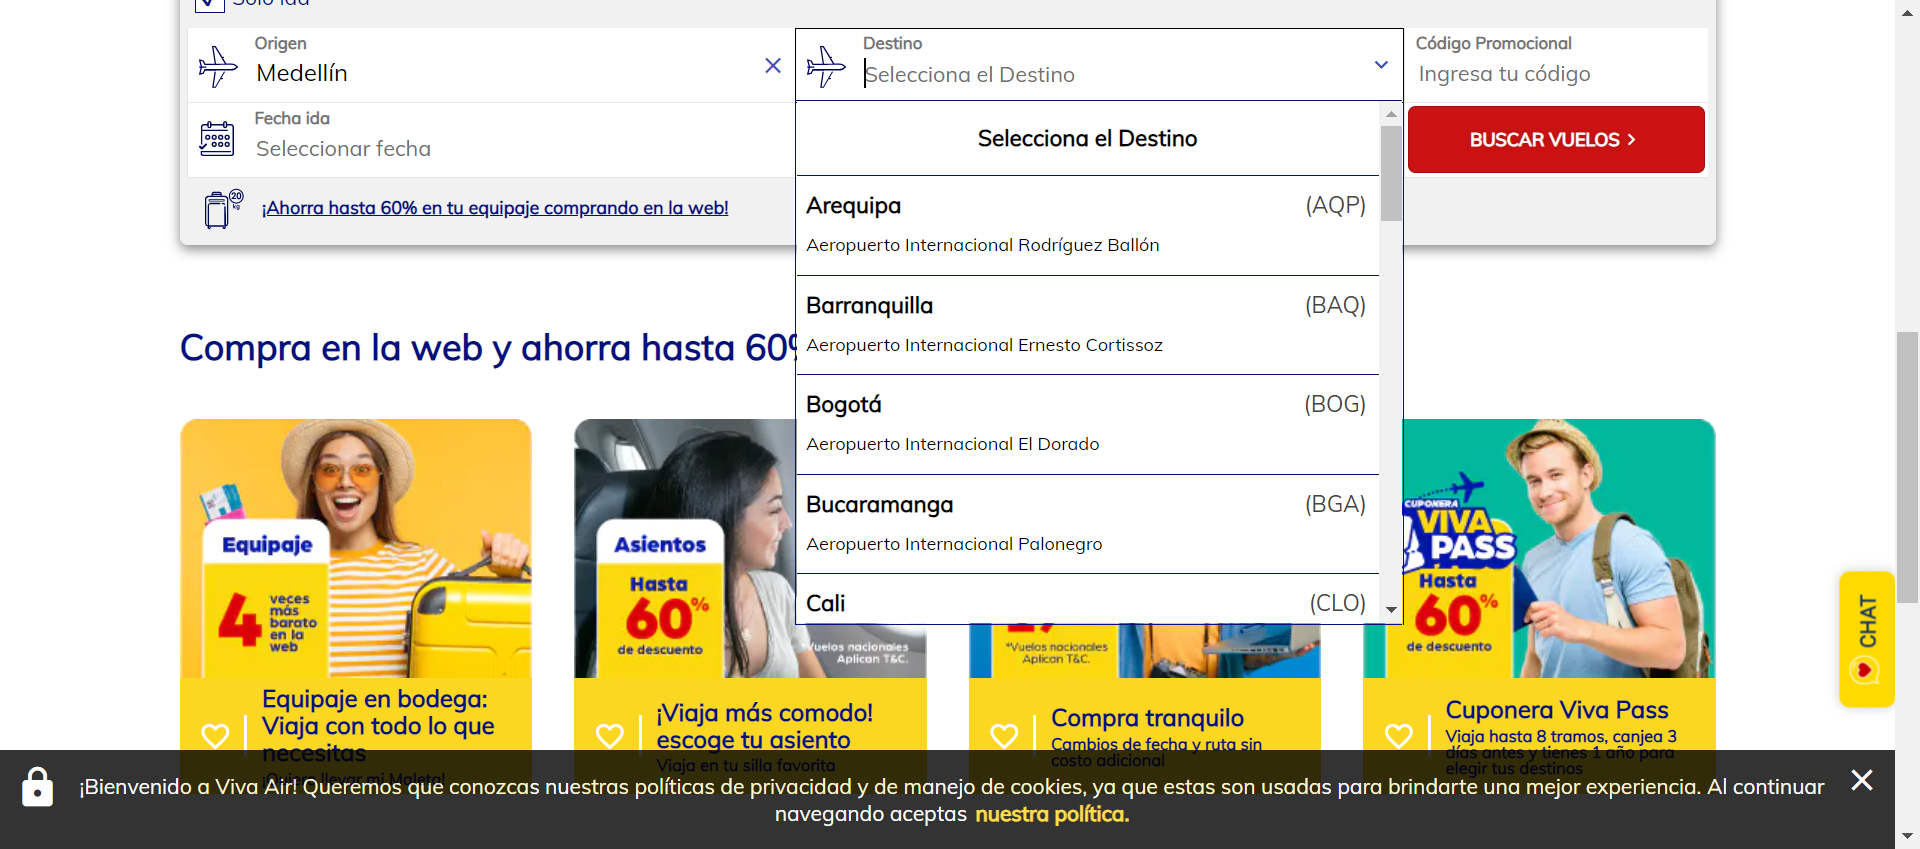 Solo ida
Origen
Medellín
Destino
Selecciona el Destino
Código Promocional
Ingresa tu código
Fecha ida
Seleccionar fecha
BUSCAR VUELOS
20
kg
¡Ahorra hasta 60% en tu equipaje comprando en la web!
Selecciona el Destino
Arequipa (AQP)
Aeropuerto Internacional Rodríguez Ballón
Barranquilla (BAQ)
Aeropuerto Internacional Ernesto Cortissoz
Bogotá (BOG)
Aeropuerto Internacional El Dorado
Bucaramanga (BGA)
Aeropuerto Internacional Palonegro
Cali (CLO)
Compra en la web y ahorra hasta 60%
Equipaje
4 veces
más
barato
en la
web
Equipaje en bodega:
Viaja con todo lo que
necesitas
¡Quiero llevar mi Maleta!
Asientos
Hasta
60%
de descuento
*Vuelos nacionales
Aplican T&C.
¡Viaja más comodo!
escoge tu asiento
Viaja en tu silla favorita
*Vuelos nacionales
Aplican T&C.
Compra tranquilo
Cambios de fecha y ruta sin
costo adicional
CUPONERA
VIVA
PASS
Hasta
60%
de descuento
Cuponera Viva Pass
Viaja hasta 8 tramos, canjea 3
días antes y tienes 1 año para
elegir tus destinos
CHAT
¡Bienvenido a Viva Air! Queremos que conozcas nuestras políticas de privacidad y de manejo de cookies, ya que estas son usadas para brindarte una mejor experiencia. Al continuar
navegando aceptas nuestra política.